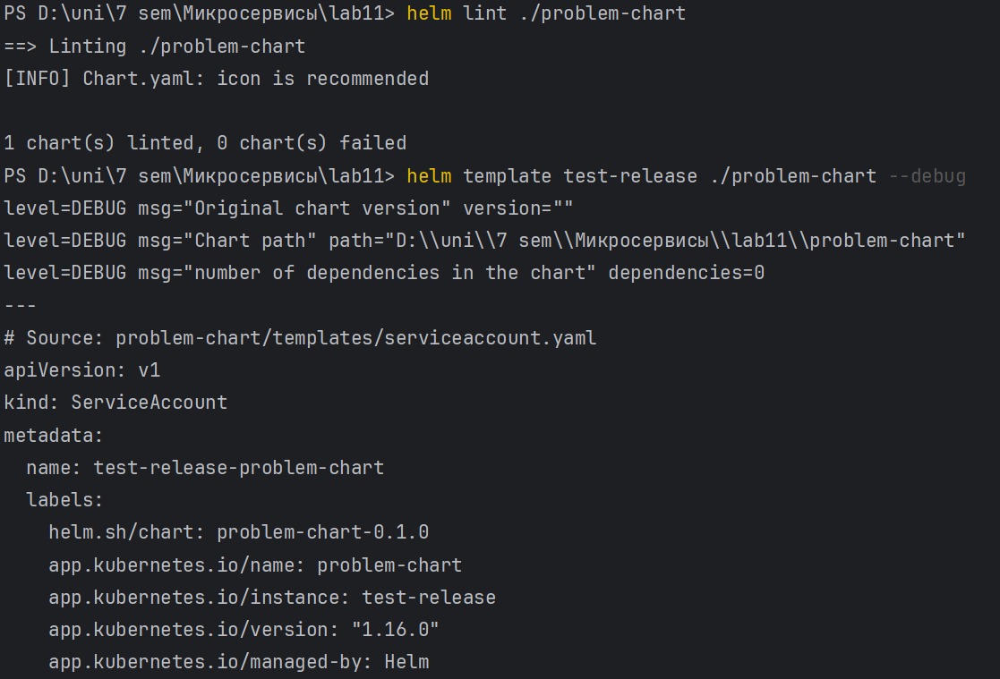 PS D:\uni\7 sem\Микросервисы\lab11> helm lint ./problem-chart
==> Linting ./problem-chart
[INFO] Chart.yaml: icon is recommended
1 chart(s) linted, 0 chart(s) failed
PS D:\uni\7 sem\Микросервисы\lab11> helm template test-release ./problem-chart --debug
level=DEBUG msg="Original chart version" version=""
level=DEBUG msg="Chart path" path="D:\\uni\\7 sem\\Микросервисы\\lab11\\problem-chart"
level=DEBUG msg="number of dependencies in the chart" dependencies=0
---
# Source: problem-chart/templates/serviceaccount.yaml
apiVersion: v1
kind: ServiceAccount
metadata:
  name: test-release-problem-chart
  labels:
    helm.sh/chart: problem-chart-0.1.0
    app.kubernetes.io/name: problem-chart
    app.kubernetes.io/instance: test-release
    app.kubernetes.io/version: "1.16.0"
    app.kubernetes.io/managed-by: Helm